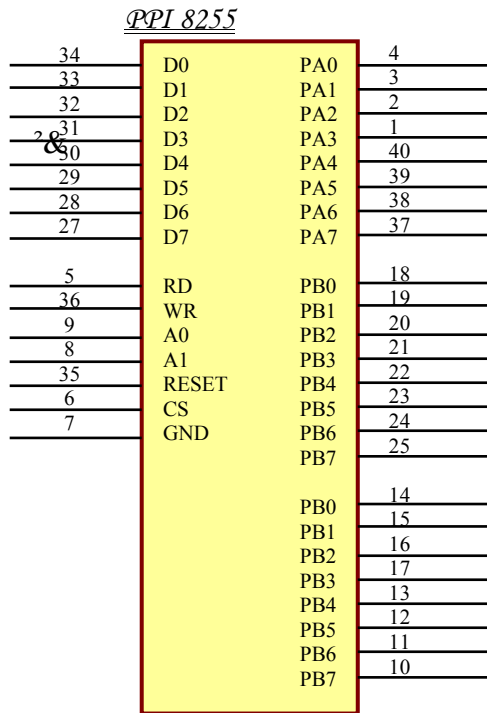 PPI 8255
34 D0 PA0 4
33 D1 PA1 3
32 D2 PA2 2
31 D3 PA3 1
²&
30 D4 PA4 40
29 D5 PA5 39
28 D6 PA6 38
27 D7 PA7 37
5 RD PB0 18
36 WR PB1 19
9 A0 PB2 20
8 A1 PB3 21
35 RESET PB4 22
6 CS PB5 23
7 GND PB6 24
PB7 25
PB0 14
PB1 15
PB2 16
PB3 17
PB4 13
PB5 12
PB6 11
PB7 10